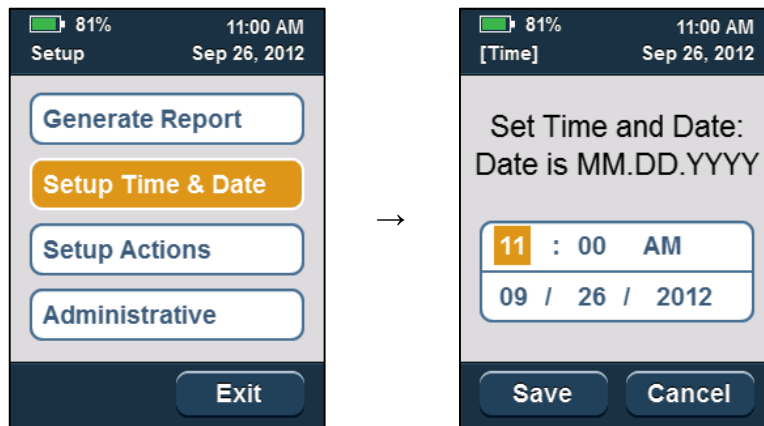 81% 11:00 AM
Setup Sep 26, 2012
Generate Report
Setup Time & Date
Setup Actions
Administrative
Exit
→
81% 11:00 AM
[Time] Sep 26, 2012
Set Time and Date:
Date is MM.DD.YYYY
11 : 00 AM
09 / 26 / 2012
Save Cancel